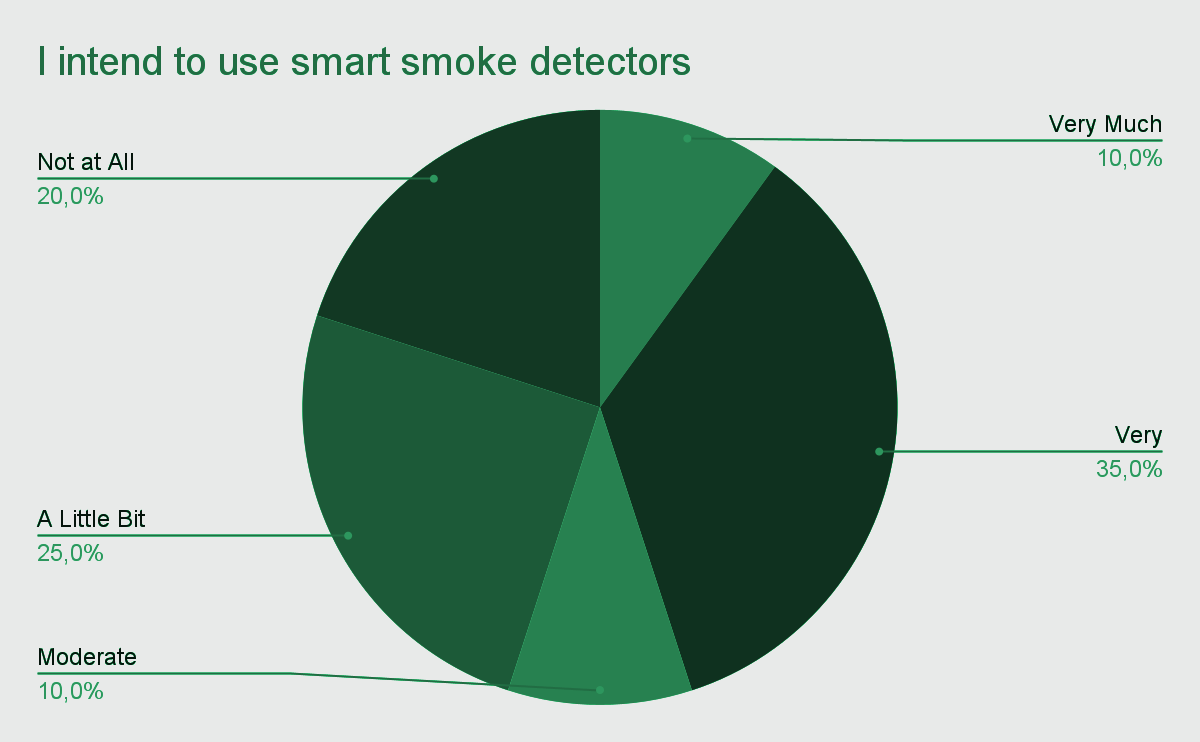 I intend to use smart smoke detectors
Very Much
10,0%
Not at All
20,0%
Very
35,0%
A Little Bit
25,0%
Moderate
10,0%